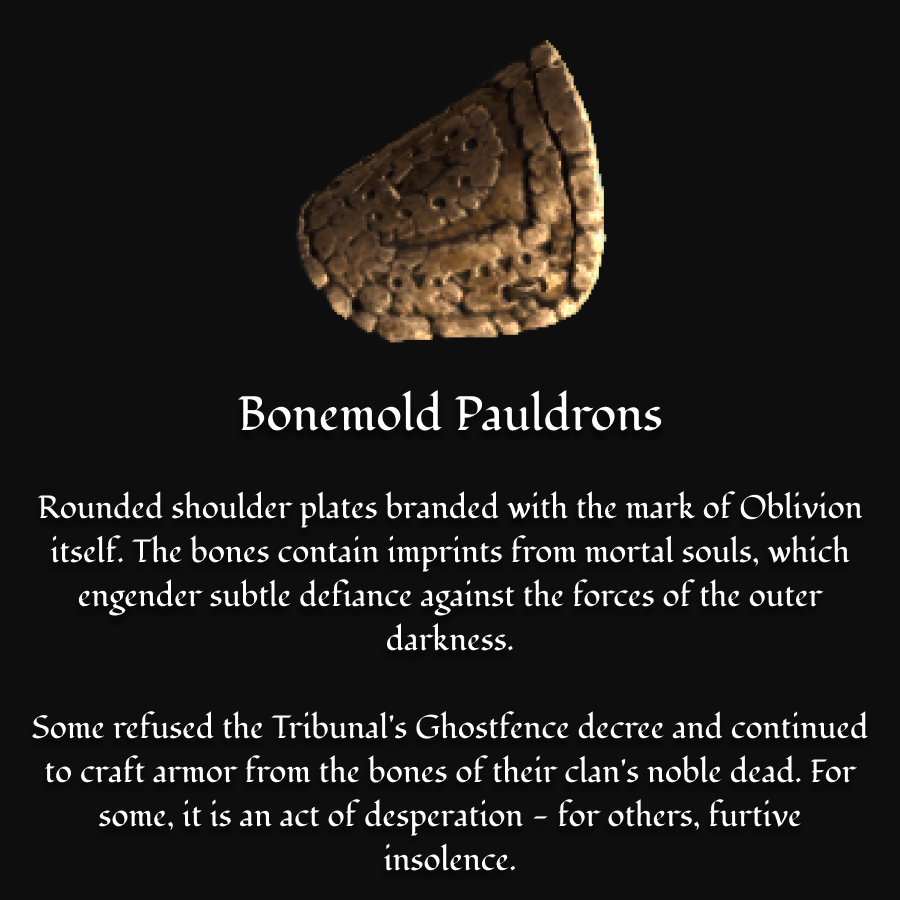 Bonemold Pauldrons
Rounded shoulder plates branded with the mark of Oblivion
itself. The bones contain imprints from mortal souls, which
engender subtle defiance against the forces of the outer
darkness.
Some refused the Tribunal's Ghostfence decree and continued
to craft armor from the bones of their clan's noble dead. For
some, it is an act of desperation - for others, furtive
insolence.